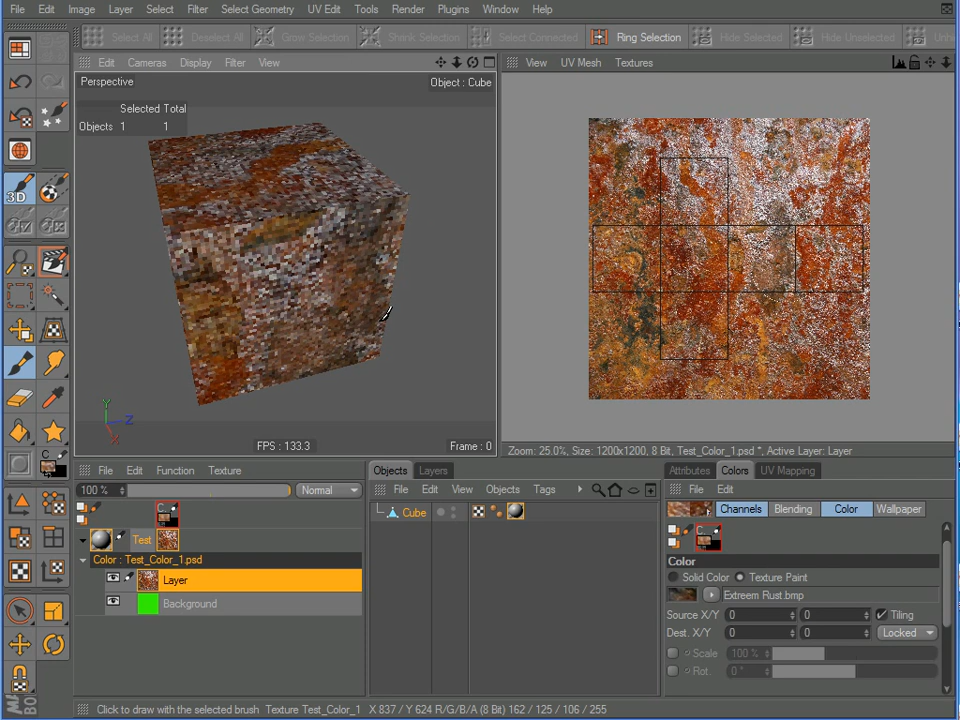 File Edit Image Layer Select Filter Select Geometry UV Edit Tools Render Plugins Window Help
Select All Deselect All Grow Selection Shrink Selection Select Connected Ring Selection Hide Selected Hide Unselected
Edit Cameras Display Filter View
View UV Mesh Textures
Perspective
Object : Cube
Selected Total
Objects 1 1
3D
Y
Z
X
FPS : 133.3
Frame : 0
Zoom: 25.0%, Size: 1200x1200, 8 Bit, Test_Color_1.psd *, Active Layer: Layer
File Edit Function Texture
100 % Normal
C
Test
Color : Test_Color_1.psd
Layer
Background
Objects Layers
File Edit View Objects Tags
Cube
Attributes Colors UV Mapping
File Edit
Channels Blending Color Wallpaper
C
Color
Solid Color Texture Paint
Extreem Rust.bmp
Source X/Y 0 0 Tiling
Dest. X/Y 0 0 Locked
Scale 100 %
Rot. 0 °
Click to draw with the selected brush Texture Test_Color_1 X 837 / Y 624 R/G/B/A (8 Bit) 162 / 125 / 106 / 255